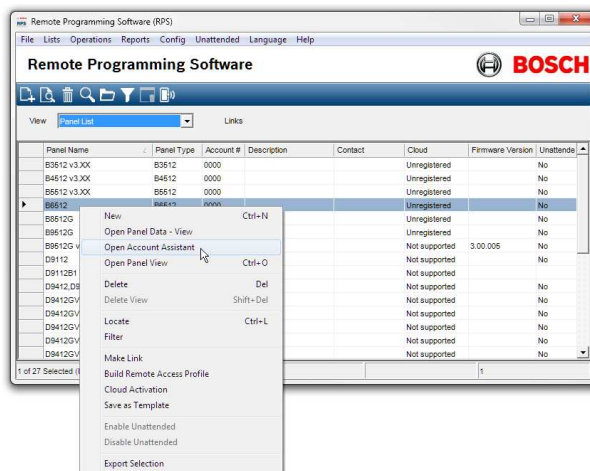 RPS Remote Programming Software (RPS)
File Lists Operations Reports Config Unattended Language Help
Remote Programming Software BOSCH
View Panel List Links
Panel Name Panel Type Account # Description Contact Cloud Firmware Version Unattende
B3512 v3.XX B3512 0000 Unregistered No
B4512 v3.XX B4512 0000 Unregistered No
B5512 v3.XX B5512 0000 Unregistered No
B6512 B6512 0000 Unregistered No
B8512G Unregistered No
B9512G Unregistered No
B9512G v Not supported 3.00.005 No
D9112 Not supported No
D9112B1 Not supported
D9412,D9 Not supported No
D9412GV Not supported No
D9412GV Not supported No
D9412GV Not supported No
D9412GV Not supported No
1 of 27 Selected ( 1
New Ctrl+N
Open Panel Data - View
Open Account Assistant
Open Panel View Ctrl+O
Delete Del
Delete View Shift+Del
Locate Ctrl+L
Filter
Make Link
Build Remote Access Profile
Cloud Activation
Save as Template
Enable Unattended
Disable Unattended
Export Selection